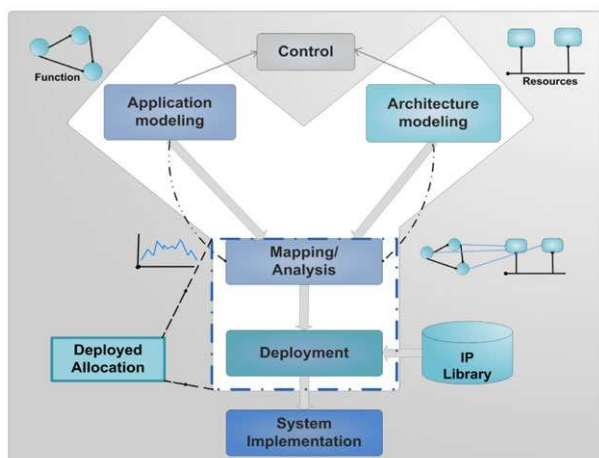 Control
Function
Resources
Application
modeling
Architecture
modeling
Mapping/
Analysis
Deployed
Allocation
Deployment
IP
Library
System
Implementation